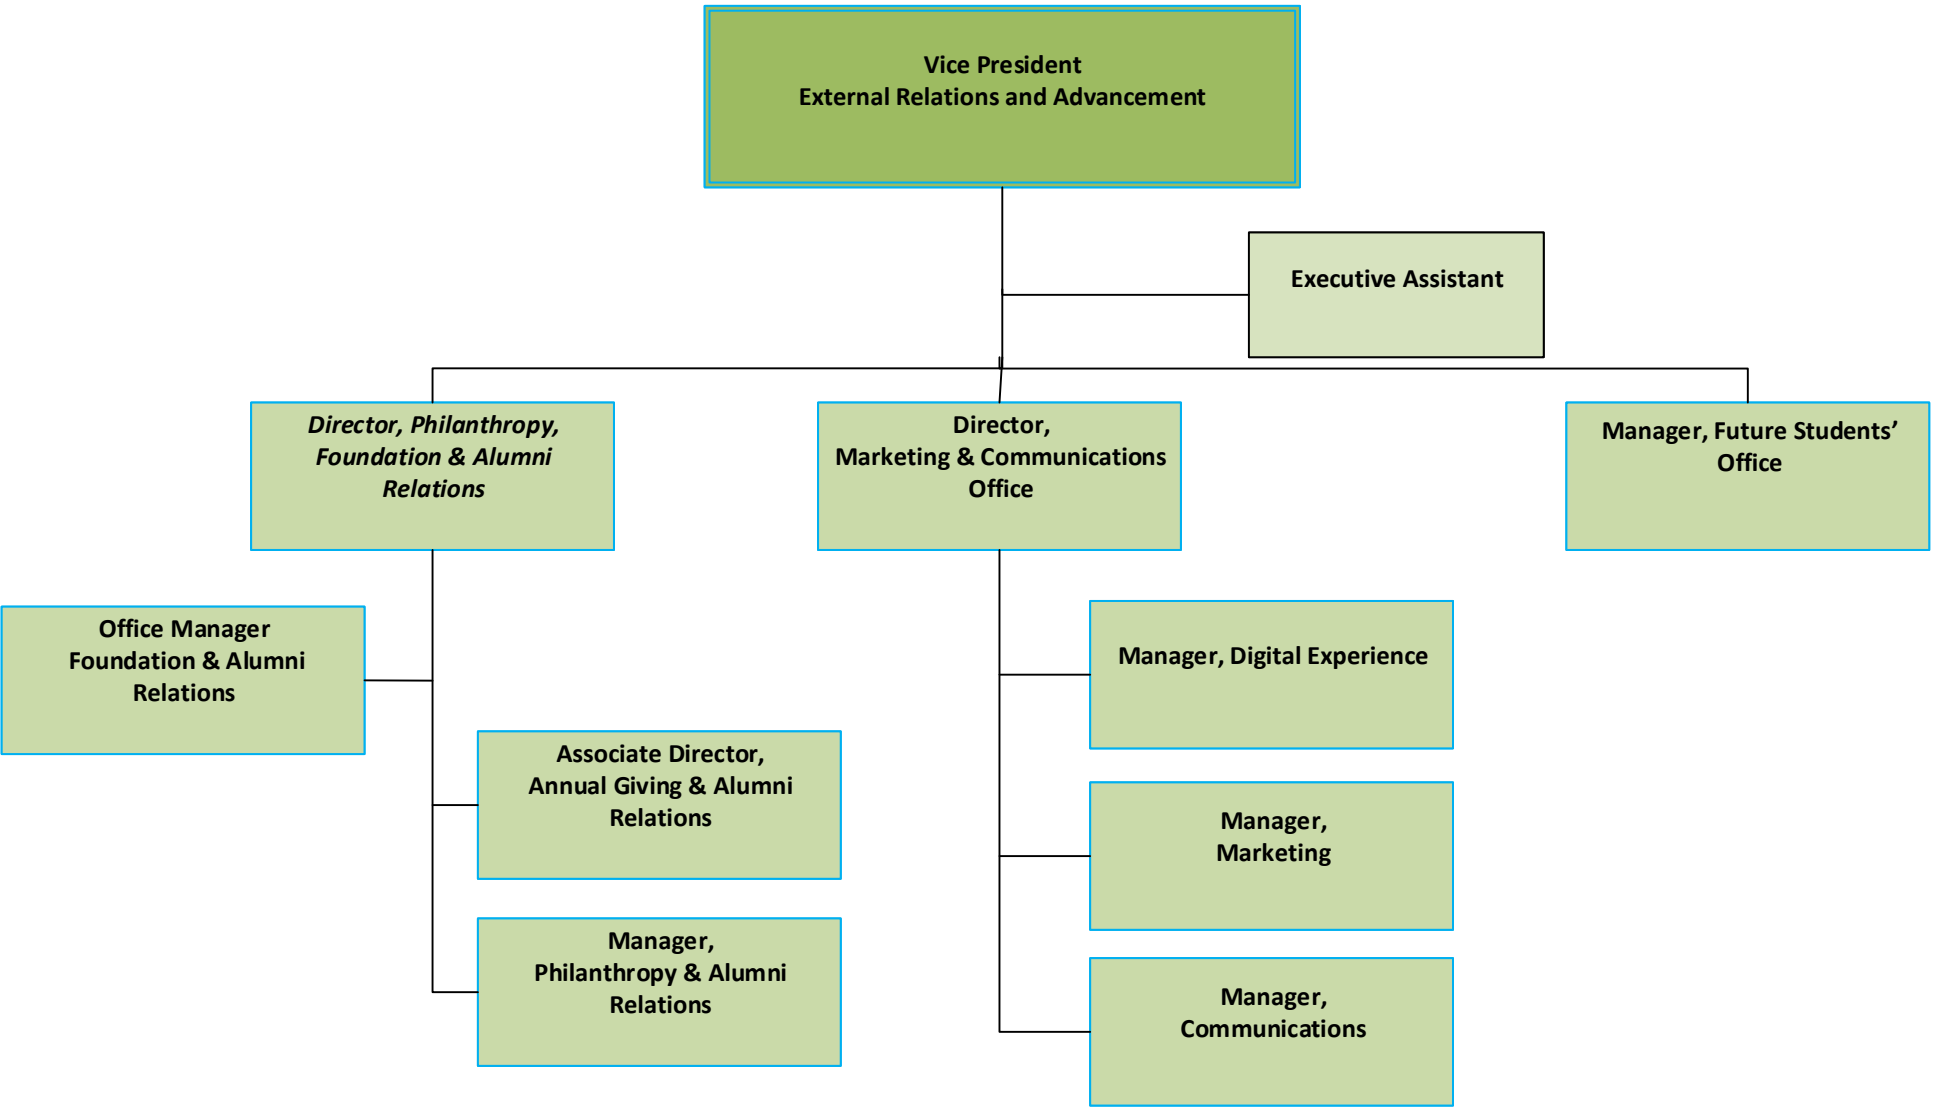 Vice President
External Relations and Advancement
Executive Assistant
Director, Philanthropy,
Foundation & Alumni
Relations
Director,
Marketing & Communications
Office
Manager, Future Students’
Office
Office Manager
Foundation & Alumni
Relations
Associate Director,
Annual Giving & Alumni
Relations
Manager,
Philanthropy & Alumni
Relations
Manager, Digital Experience
Manager,
Marketing
Manager,
Communications